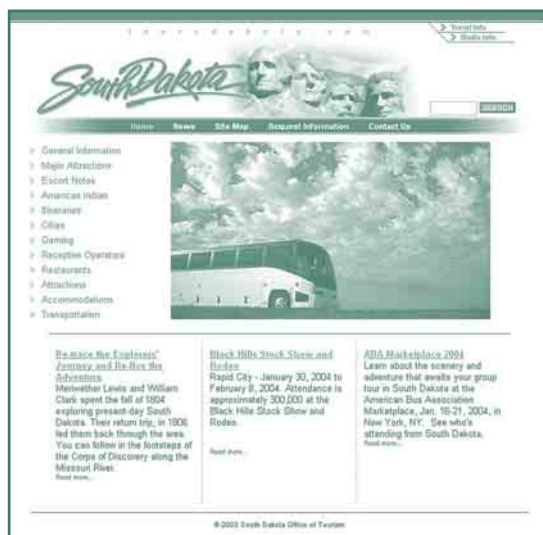 t o u r s d a k o t a . c o m
Travel Info
Media Info
South Dakota
SEARCH
Home News Site Map Request Information Contact Us
General Information
Major Attractions
Escort Notes
American Indian
Itineraries
Cities
Gaming
Receptive Operators
Restaurants
Attractions
Accommodations
Transportation
Re-trace the Explorers'
Journey and Re-live the
Adventure
Meriwether Lewis and William
Clark spent the fall of 1804
exploring present-day South
Dakota. Their return trip, in 1806
led them back through the area.
You can follow in the footsteps
of the Corps of Discovery along the
Missouri River.
Read more...
Black Hills Stock Show and
Rodeo
Rapid City - January 30, 2004 to
February 8, 2004. Attendance is
approximately 300,000 at the
Black Hills Stock Show and
Rodeo.
Read more...
ABA Marketplace 2004
Learn about the scenery and
adventure that awaits your group
tour in South Dakota at the
American Bus Association
Marketplace, Jan. 16-21, 2004, in
New York, NY. See who's
attending from South Dakota.
Read more...
© 2003 South Dakota Office of Tourism